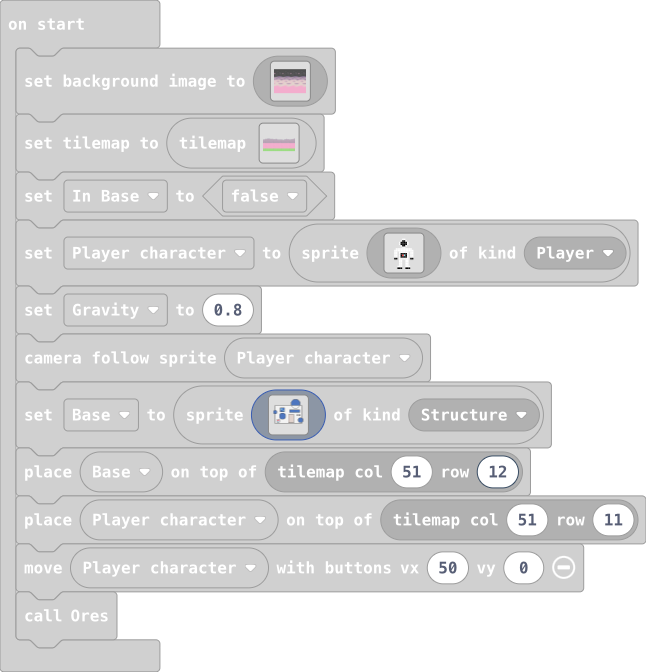 on start
set background image to
set tilemap to tilemap
set In Base to false
set Player character to sprite of kind Player
set Gravity to 0.8
camera follow sprite Player character
set Base to sprite of kind Structure
place Base on top of tilemap col 51 row 12
place Player character on top of tilemap col 51 row 11
move Player character with buttons vx 50 vy 0
call Ores